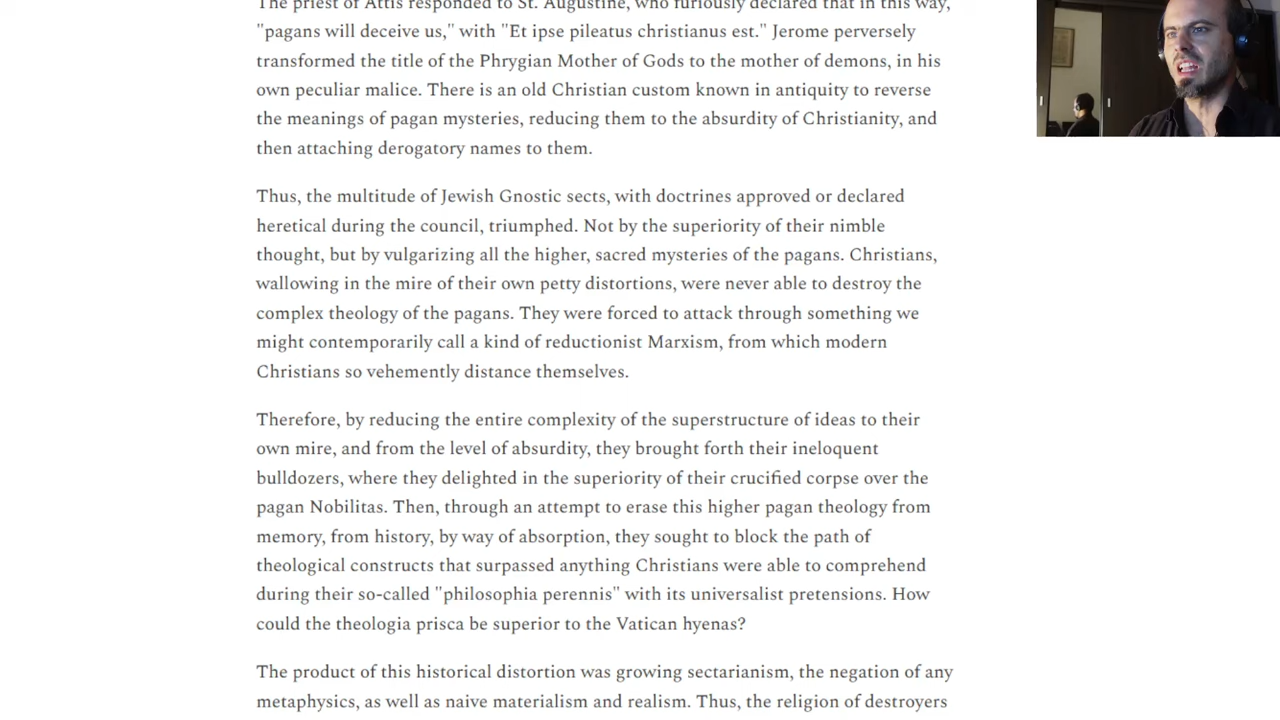 The priest of Attis responded to St. Augustine, who furiously declared that in this way,
"pagans will deceive us," with "Et ipse pileatus christianus est." Jerome perversely
transformed the title of the Phrygian Mother of Gods to the mother of demons, in his
own peculiar malice. There is an old Christian custom known in antiquity to reverse
the meanings of pagan mysteries, reducing them to the absurdity of Christianity, and
then attaching derogatory names to them.
Thus, the multitude of Jewish Gnostic sects, with doctrines approved or declared
heretical during the council, triumphed. Not by the superiority of their nimble
thought, but by vulgarizing all the higher, sacred mysteries of the pagans. Christians,
wallowing in the mire of their own petty distortions, were never able to destroy the
complex theology of the pagans. They were forced to attack through something we
might contemporarily call a kind of reductionist Marxism, from which modern
Christians so vehemently distance themselves.
Therefore, by reducing the entire complexity of the superstructure of ideas to their
own mire, and from the level of absurdity, they brought forth their ineloquent
bulldozers, where they delighted in the superiority of their crucified corpse over the
pagan Nobilitas. Then, through an attempt to erase this higher pagan theology from
memory, from history, by way of absorption, they sought to block the path of
theological constructs that surpassed anything Christians were able to comprehend
during their so-called "philosophia perennis" with its universalist pretensions. How
could the theologia prisca be superior to the Vatican hyenas?
The product of this historical distortion was growing sectarianism, the negation of any
metaphysics, as well as naive materialism and realism. Thus, the religion of destroyers